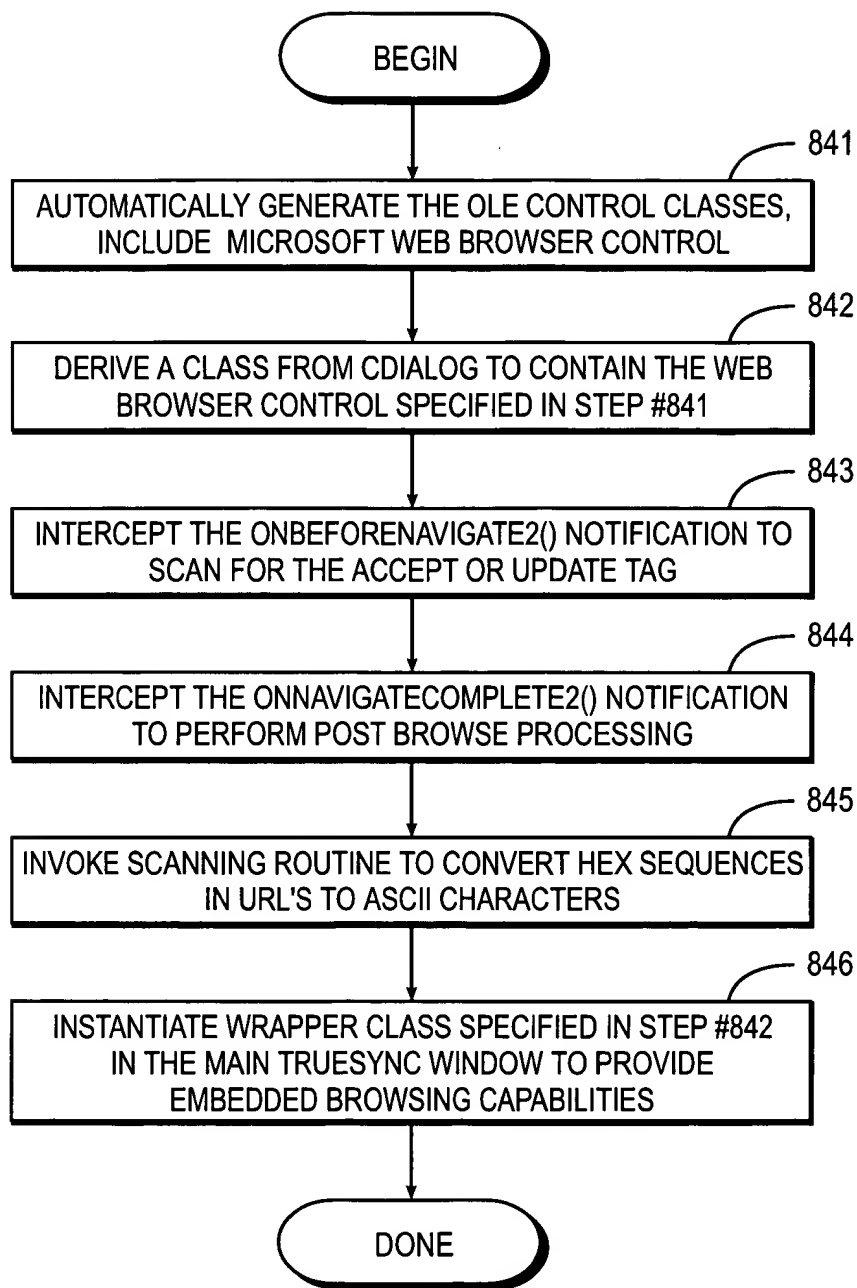 BEGIN
841
AUTOMATICALLY GENERATE THE OLE CONTROL CLASSES,
INCLUDE MICROSOFT WEB BROWSER CONTROL
842
DERIVE A CLASS FROM CDIALOG TO CONTAIN THE WEB
BROWSER CONTROL SPECIFIED IN STEP #841
843
INTERCEPT THE ONBEFORENAVIGATE2() NOTIFICATION TO
SCAN FOR THE ACCEPT OR UPDATE TAG
844
INTERCEPT THE ONNAVIGATECOMPLETE2() NOTIFICATION
TO PERFORM POST BROWSE PROCESSING
845
INVOKE SCANNING ROUTINE TO CONVERT HEX SEQUENCES
IN URL'S TO ASCII CHARACTERS
846
INSTANTIATE WRAPPER CLASS SPECIFIED IN STEP #842
IN THE MAIN TRUESYNC WINDOW TO PROVIDE
EMBEDDED BROWSING CAPABILITIES
DONE